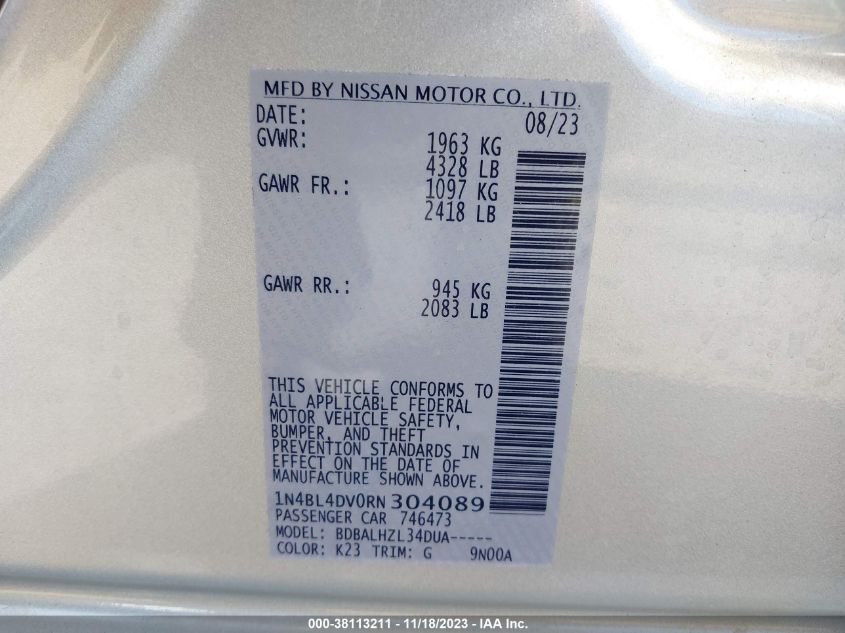 MFD BY NISSAN MOTOR CO., LTD.
DATE: 08/23
GVWR: 1963 KG
4328 LB
GAWR FR.: 1097 KG
2418 LB
GAWR RR.: 945 KG
2083 LB
THIS VEHICLE CONFORMS TO
ALL APPLICABLE FEDERAL
MOTOR VEHICLE SAFETY,
BUMPER, AND THEFT
PREVENTION STANDARDS IN
EFFECT ON THE DATE OF
MANUFACTURE SHOWN ABOVE.
1N4BL4DV0RN304089
PASSENGER CAR 746473
MODEL: BDBALHZL34DUA-----
COLOR: K23 TRIM: G 9N00A
000-38113211 - 11/18/2023 - IAA Inc.